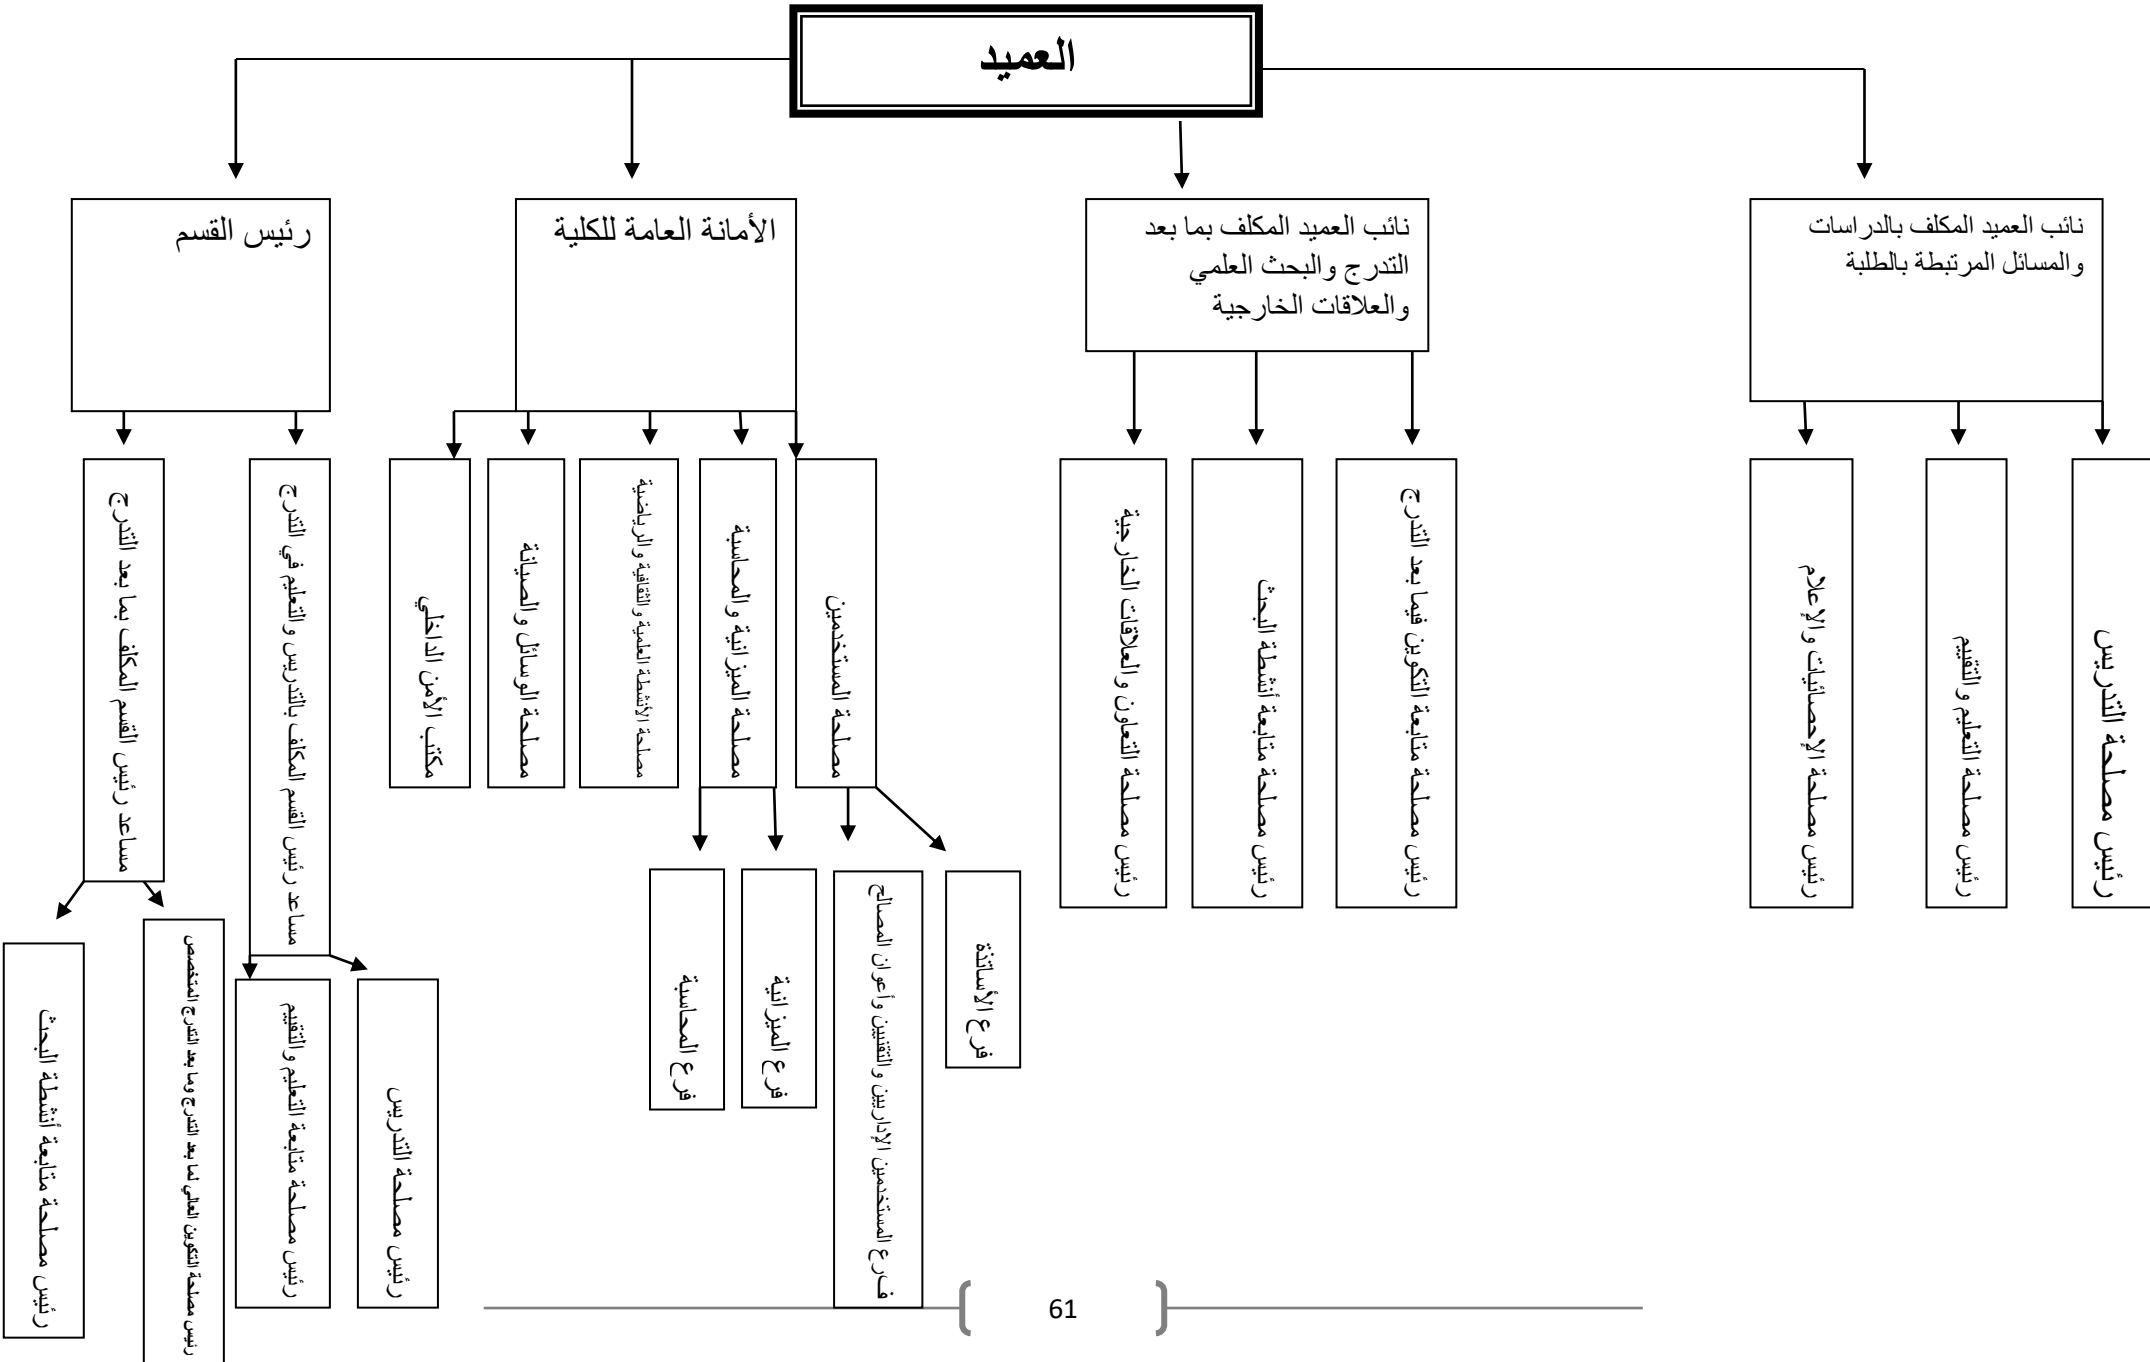 العميد
نائب العميد المكلف بالدراسات
والمسائل المرتبطة بالطلبة
نائب العميد المكلف بما بعد
التدرج والبحث العلمي
والعلاقات الخارجية
الأمانة العامة للكلية
رئيس القسم
رئيس مصلحة التدريس
رئيس مصلحة التعليم والتقييم
رئيس مصلحة الإحصائيات والإعلام
رئيس مصلحة متابعة التكوين فيما بعد التدرج
رئيس مصلحة متابعة أنشطة البحث
رئيس مصلحة التعاون والعلاقات الخارجية
مصلحة المستخدمين
مصلحة الميزانية والمحاسبة
مصلحة الأنشطة العلمية والثقافية والرياضية
مصلحة الوسائل والصيانة
مكتب الأمن الداخلي
مساعد رئيس القسم المكلف بالتدريس والتعليم في التدرج
مساعد رئيس القسم المكلف بما بعد التدرج
فرع الأساتذة
فرع المستخدمين الإداريين والتقنيين وأعوان المصالح
فرع الميزانية
فرع المحاسبة
رئيس مصلحة التدريس
رئيس مصلحة متابعة التعليم والتقييم
رئيس مصلحة التكوين العالي لما بعد التدرج وما بعد التدرج المتخصص
رئيس مصلحة متابعة أنشطة البحث
61